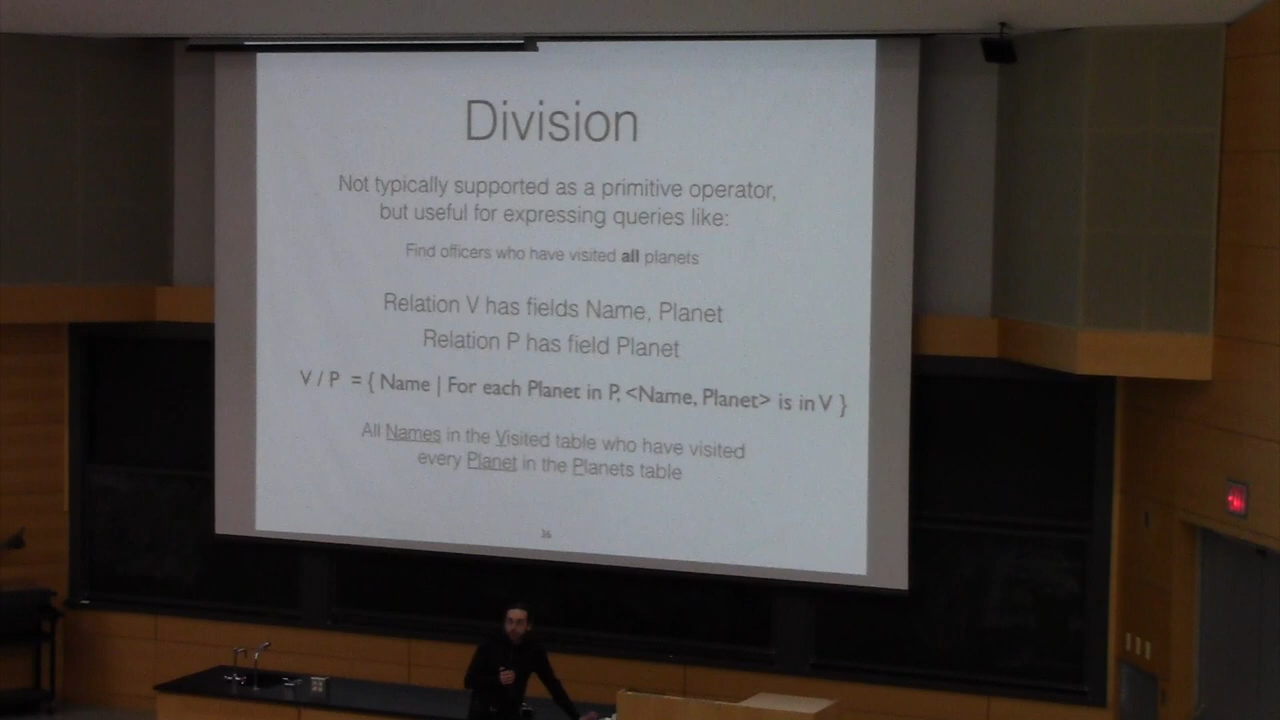 Division
Not typically supported as a primitive operator,
but useful for expressing queries like:
Find officers who have visited all planets
Relation V has fields Name, Planet
Relation P has field Planet
V / P = { Name | For each Planet in P, <Name, Planet> is in V }
All Names in the Visited table who have visited
every Planet in the Planets table
36